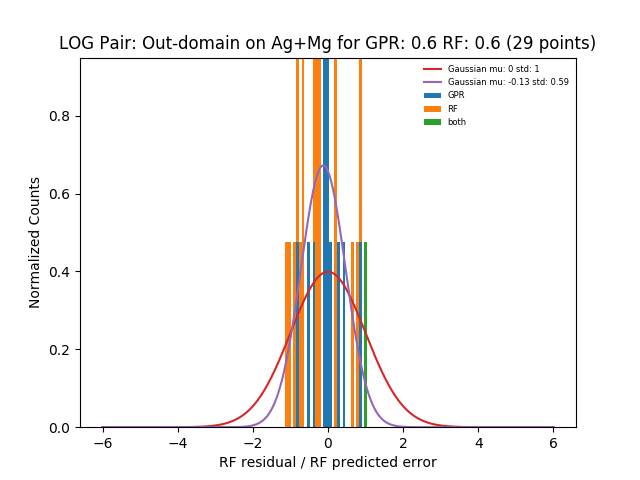 LOG Pair: Out-domain on Ag+Mg for GPR: 0.6 RF: 0.6 (29 points)
Gaussian mu: 0 std: 1
Gaussian mu: -0.13 std: 0.59
GPR
RF
both
Normalized Counts
0.8
0.6
0.4
0.2
0.0
−6 −4 −2 0 2 4 6
RF residual / RF predicted error